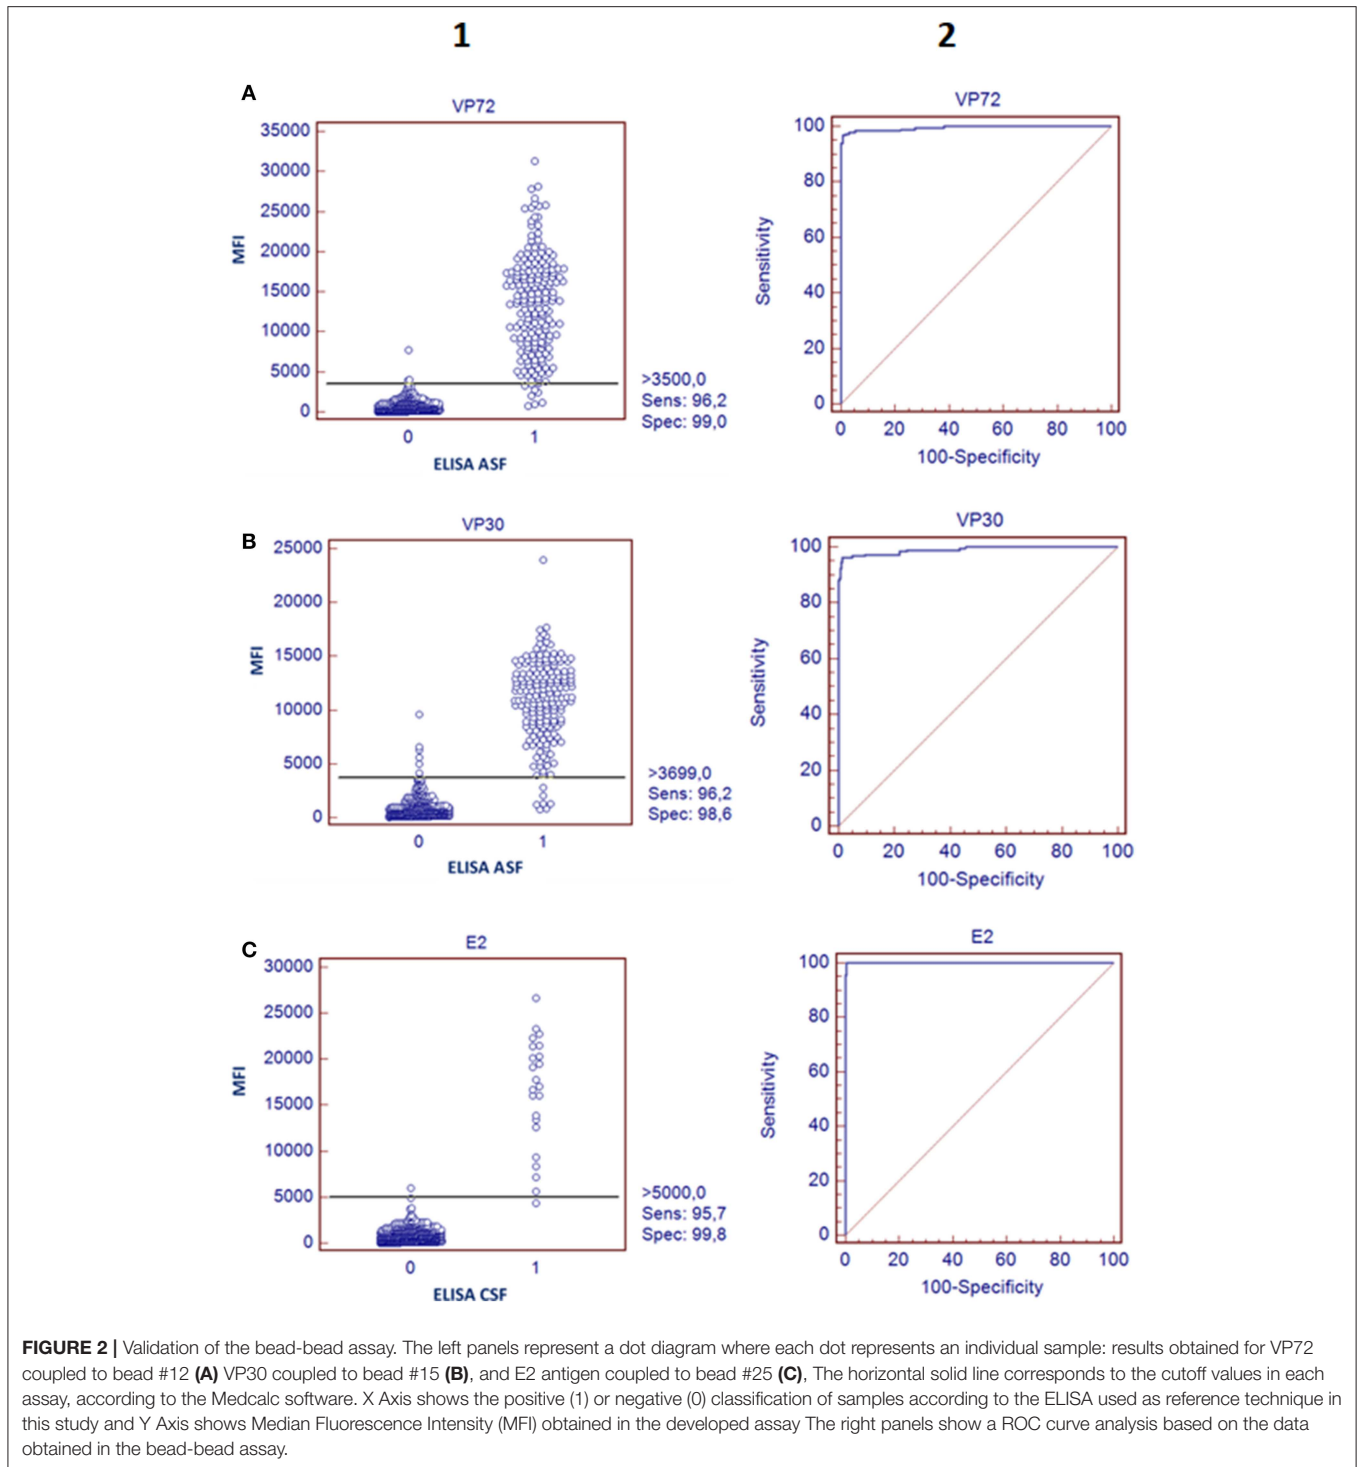 1 2
A
VP72
35000
30000
25000
20000
15000
10000
5000
0
MFI
0 1
ELISA ASF
>3500,0
Sens: 96,2
Spec: 99,0
VP72
100
80
60
40
20
0
Sensitivity
0 20 40 60 80 100
100-Specificity
B
VP30
25000
20000
15000
10000
5000
0
MFI
0 1
ELISA ASF
>3699,0
Sens: 96,2
Spec: 98,6
VP30
100
80
60
40
20
0
Sensitivity
0 20 40 60 80 100
100-Specificity
C
E2
30000
25000
20000
15000
10000
5000
0
MFI
0 1
ELISA CSF
>5000,0
Sens: 95,7
Spec: 99,8
E2
100
80
60
40
20
0
Sensitivity
0 20 40 60 80 100
100-Specificity
FIGURE 2 | Validation of the bead-bead assay. The left panels represent a dot diagram where each dot represents an individual sample: results obtained for VP72
coupled to bead #12 (A) VP30 coupled to bead #15 (B), and E2 antigen coupled to bead #25 (C), The horizontal solid line corresponds to the cutoff values in each
assay, according to the Medcalc software. X Axis shows the positive (1) or negative (0) classification of samples according to the ELISA used as reference technique in
this study and Y Axis shows Median Fluorescence Intensity (MFI) obtained in the developed assay The right panels show a ROC curve analysis based on the data
obtained in the bead-bead assay.